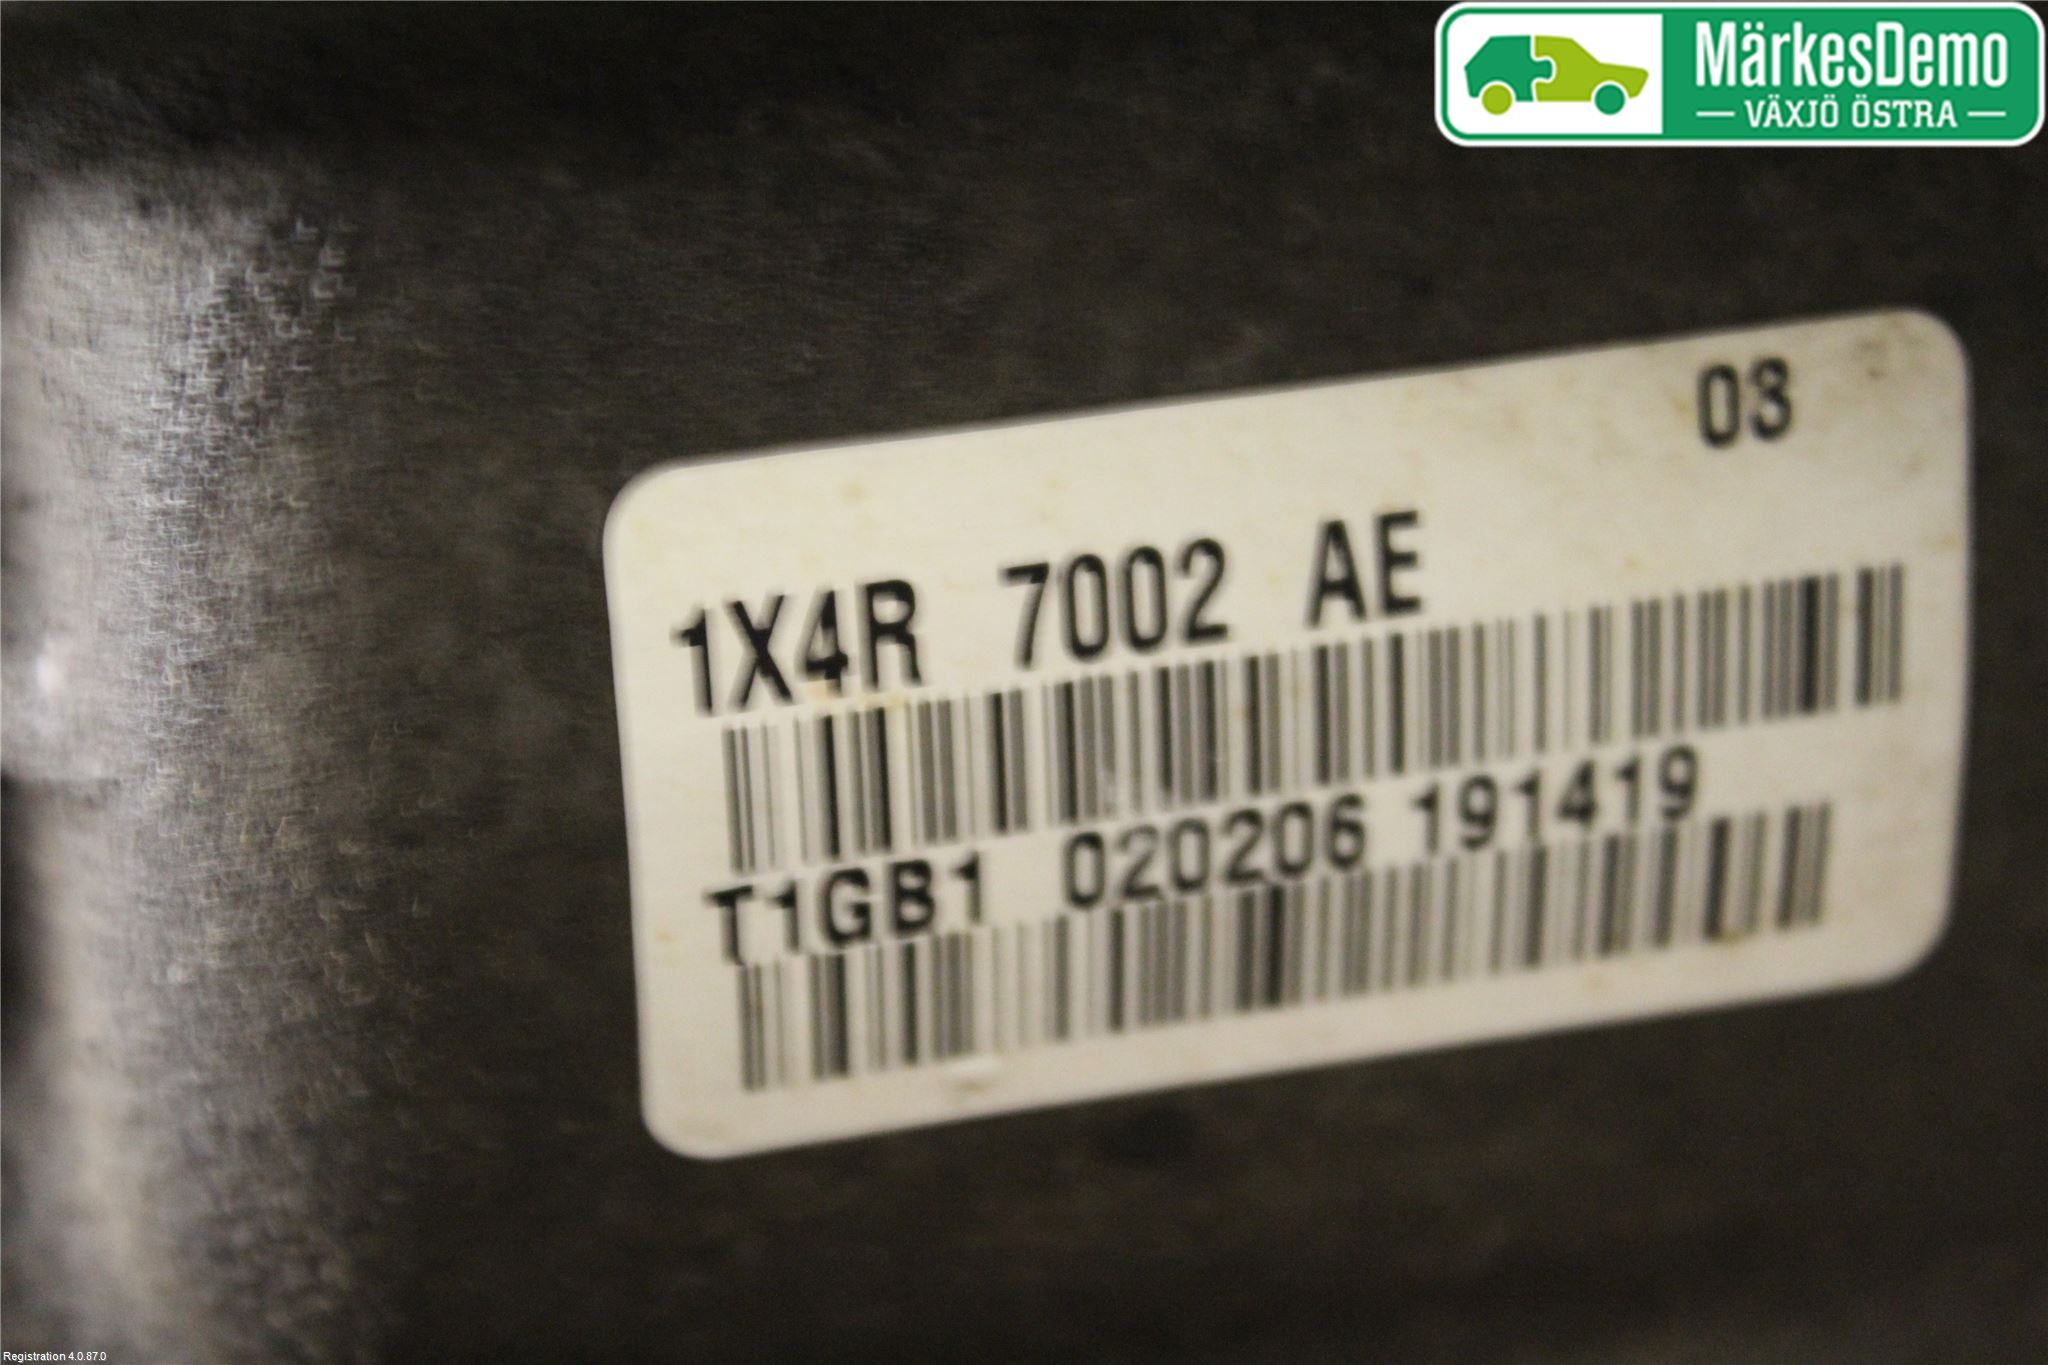 MärkesDemo
VÄXJÖ ÖSTRA
03
1X4R 7002 AE
T1GB1 020206 191419
Registration 4.0.87.0